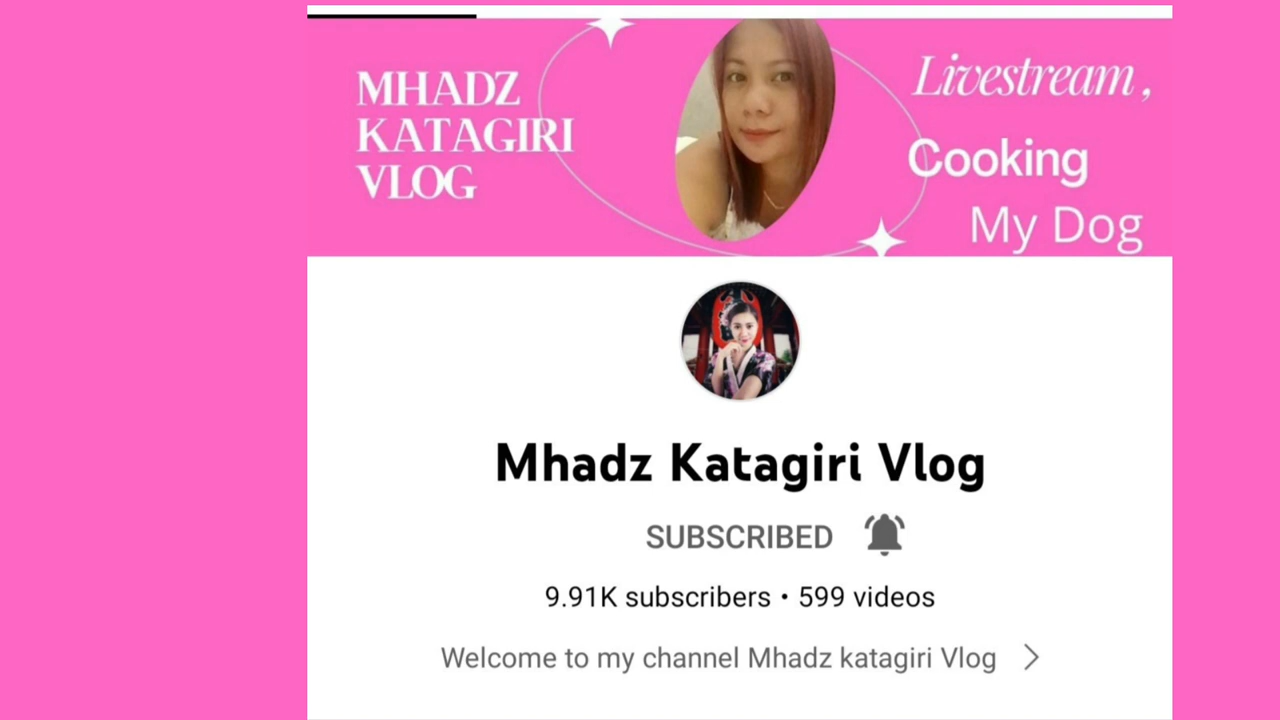 MHADZ
KATAGIRI
VLOG
Livestream ,
Cooking
My Dog
Mhadz Katagiri Vlog
SUBSCRIBED
9.91K subscribers • 599 videos
Welcome to my channel Mhadz katagiri Vlog